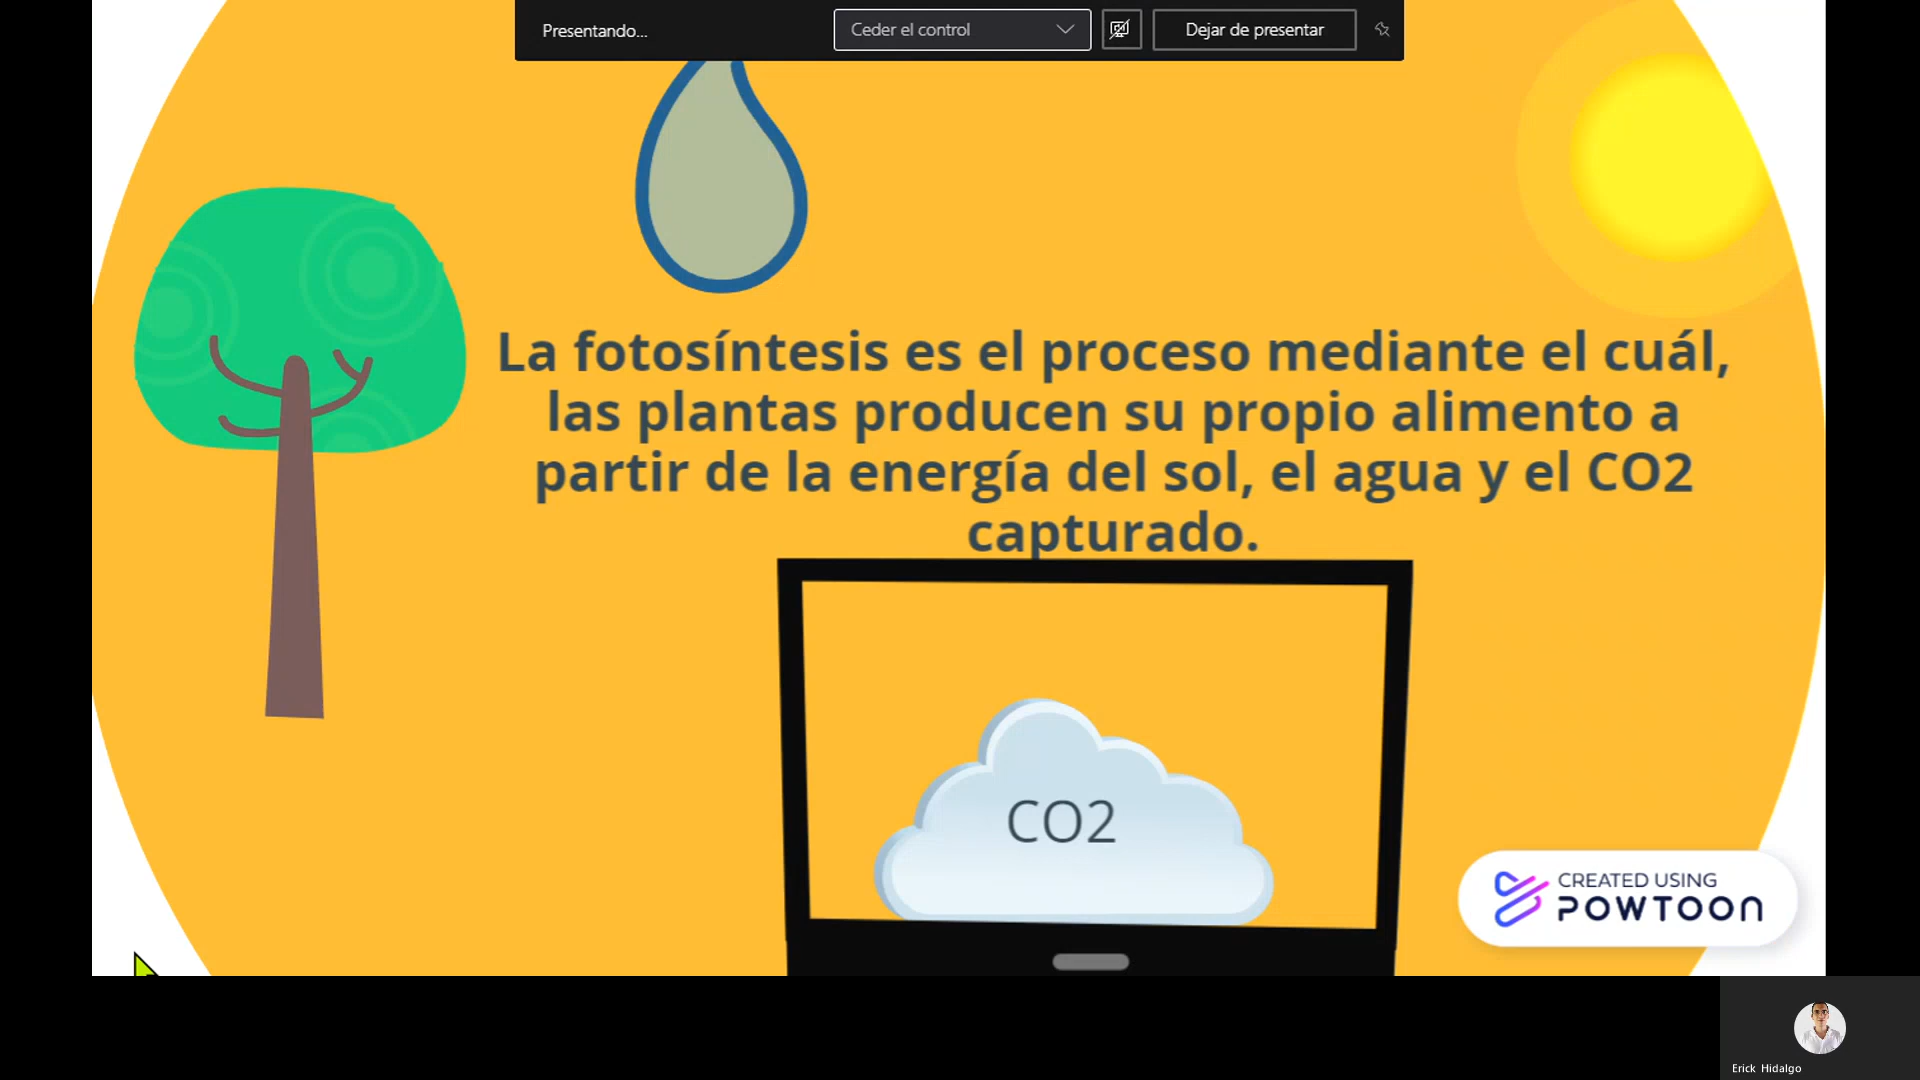 Presentando...
Ceder el control
Dejar de presentar
La fotosíntesis es el proceso mediante el cuál,
las plantas producen su propio alimento a
partir de la energía del sol, el agua y el CO2
capturado.
CO2
CREATED USING
POWTOON
Erick Hidalgo